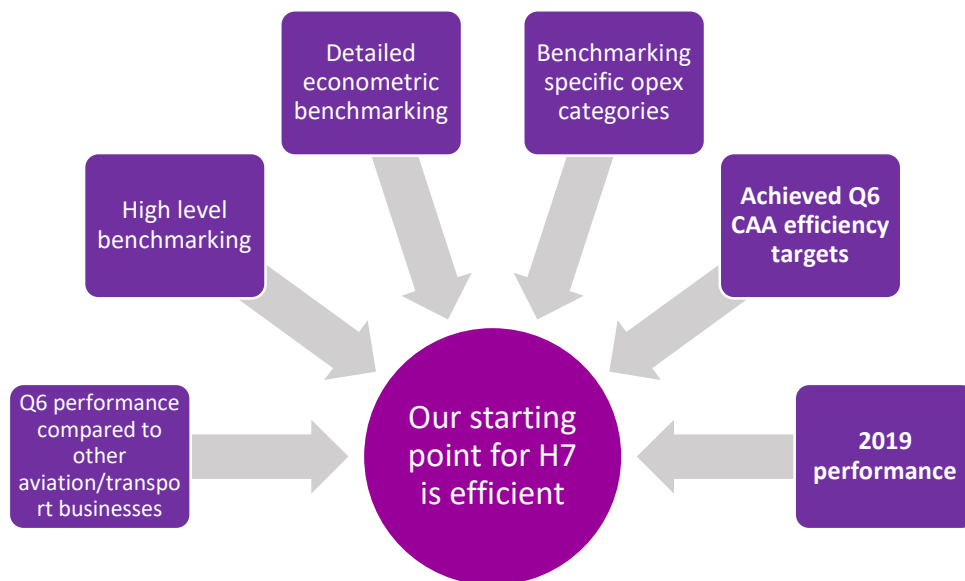 Detailed
econometric
benchmarking
Benchmarking
specific opex
categories
High level
benchmarking
Achieved Q6
CAA efficiency
targets
Q6 performance
compared to
other
aviation/transpo
rt businesses
Our starting
point for H7
is efficient
2019
performance